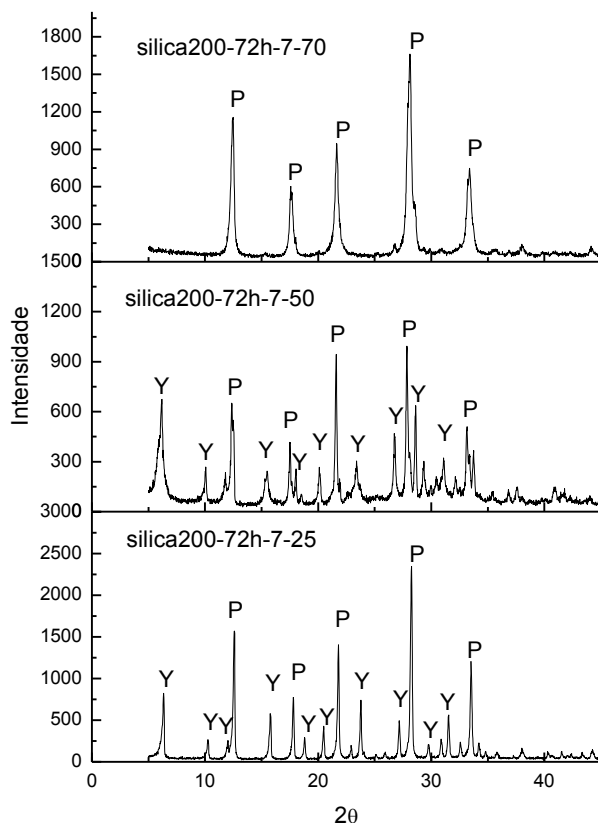 silica200-72h-7-70
1800
1500
1200
900
600
300
P P P P P
silica200-72h-7-50
1500
1200
900
600
300
Y Y P Y P Y Y P Y Y P Y Y P
silica200-72h-7-25
3000
2500
2000
1500
1000
500
0
Y Y Y P Y P Y Y P Y Y P Y Y P
0 10 20 30 40
Intensidade
2θ